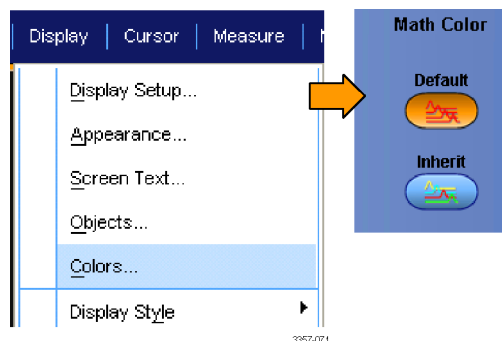 Display Cursor Measure
Display Setup...
Appearance...
Screen Text...
Objects...
Colors...
Display Style
Math Color
Default
Inherit
3357-071